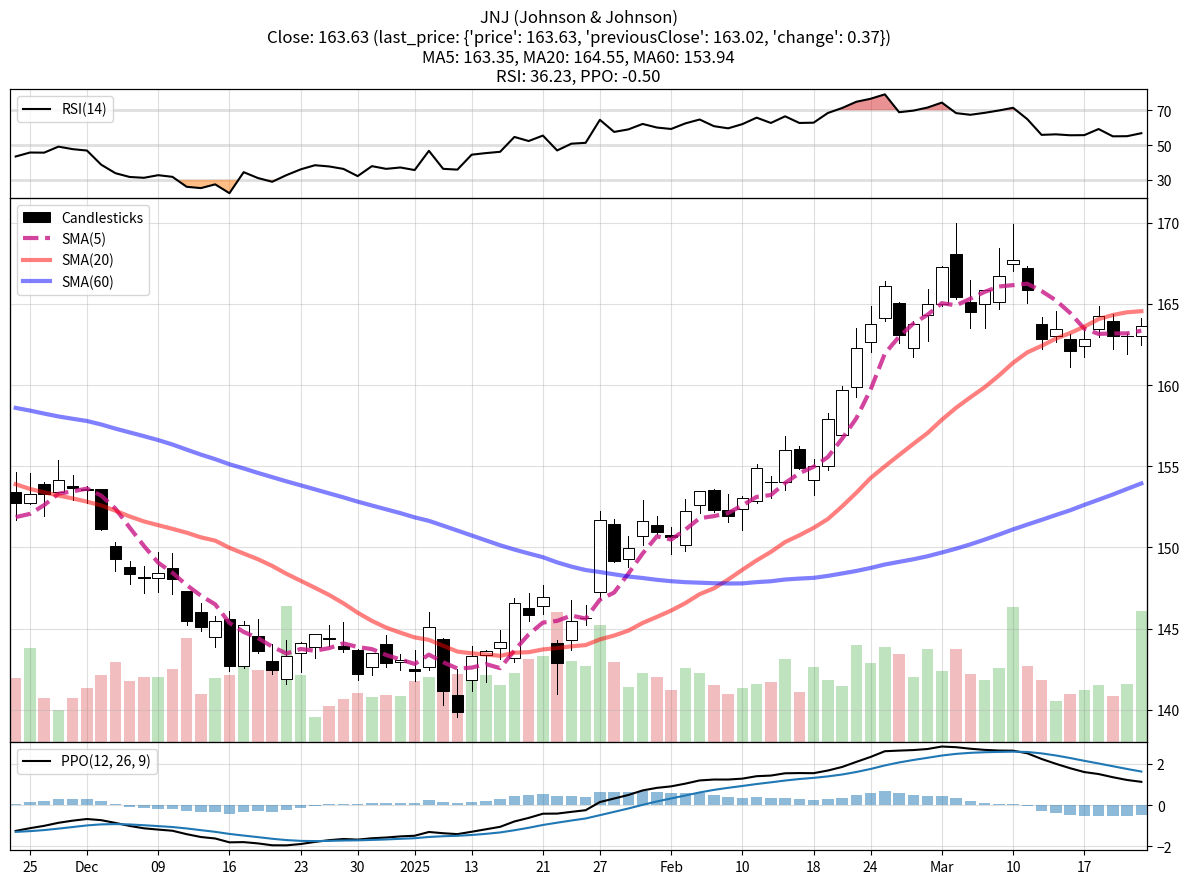 JNJ (Johnson & Johnson)
Close: 163.63 (last_price: {'price': 163.63, 'previousClose': 163.02, 'change': 0.37})
MA5: 163.35, MA20: 164.55, MA60: 153.94
RSI: 36.23, PPO: -0.50
RSI(14)
70
50
30
Candlesticks
SMA(5)
SMA(20)
SMA(60)
170
165
160
155
150
145
140
PPO(12, 26, 9)
2
0
−2
25 Dec 09 16 23 30 2025 13 21 27 Feb 10 18 24 Mar 10 17